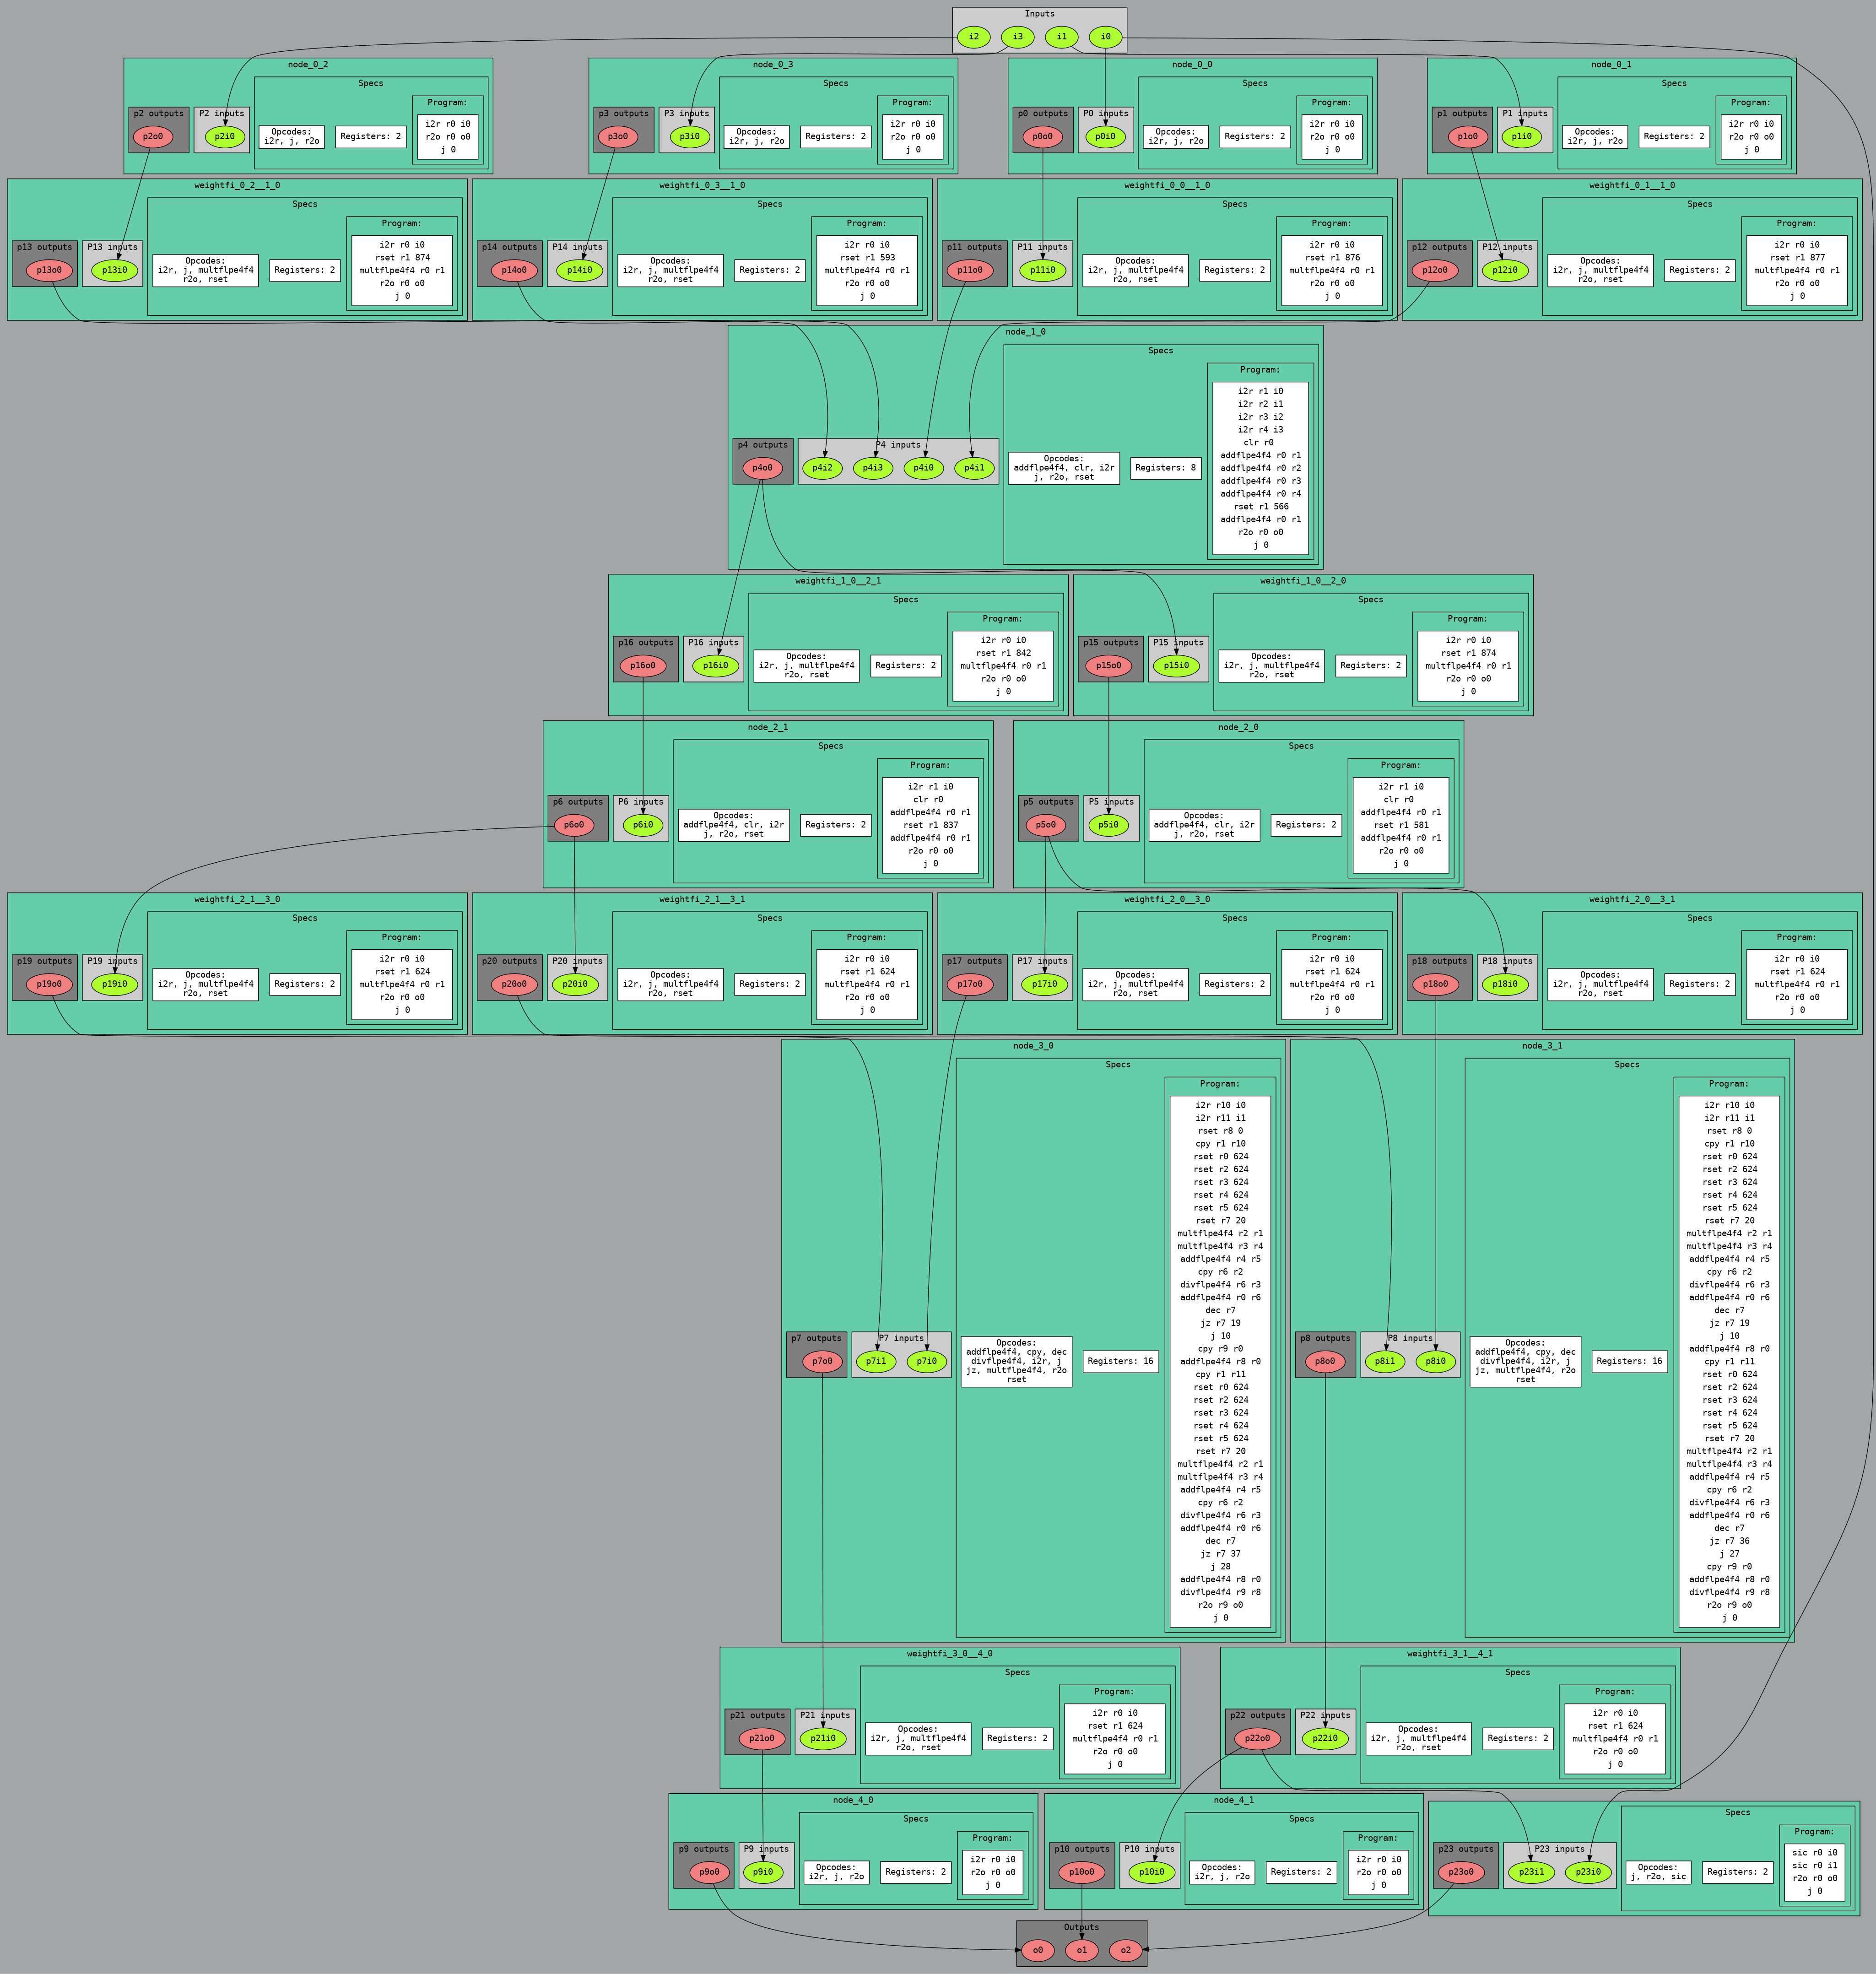 Inputs
i2
i3
i1
i0
node_0_2
p2 outputs
p2o0
P2 inputs
p2i0
Specs
Opcodes:
i2r, j, r2o
Registers: 2
Program:
i2r r0 i0
r2o r0 o0
j 0
node_0_3
p3 outputs
p3o0
P3 inputs
p3i0
Specs
Opcodes:
i2r, j, r2o
Registers: 2
Program:
i2r r0 i0
r2o r0 o0
j 0
node_0_0
p0 outputs
p0o0
P0 inputs
p0i0
Specs
Opcodes:
i2r, j, r2o
Registers: 2
Program:
i2r r0 i0
r2o r0 o0
j 0
node_0_1
p1 outputs
p1o0
P1 inputs
p1i0
Specs
Opcodes:
i2r, j, r2o
Registers: 2
Program:
i2r r0 i0
r2o r0 o0
j 0
weightfi_0_2__1_0
p13 outputs
p13o0
P13 inputs
p13i0
Specs
Opcodes:
i2r, j, multflpe4f4
r2o, rset
Registers: 2
Program:
i2r r0 i0
rset r1 874
multflpe4f4 r0 r1
r2o r0 o0
j 0
weightfi_0_3__1_0
p14 outputs
p14o0
P14 inputs
p14i0
Specs
Opcodes:
i2r, j, multflpe4f4
r2o, rset
Registers: 2
Program:
i2r r0 i0
rset r1 593
multflpe4f4 r0 r1
r2o r0 o0
j 0
weightfi_0_0__1_0
p11 outputs
p11o0
P11 inputs
p11i0
Specs
Opcodes:
i2r, j, multflpe4f4
r2o, rset
Registers: 2
Program:
i2r r0 i0
rset r1 876
multflpe4f4 r0 r1
r2o r0 o0
j 0
weightfi_0_1__1_0
p12 outputs
p12o0
P12 inputs
p12i0
Specs
Opcodes:
i2r, j, multflpe4f4
r2o, rset
Registers: 2
Program:
i2r r0 i0
rset r1 877
multflpe4f4 r0 r1
r2o r0 o0
j 0
node_1_0
p4 outputs
p4o0
P4 inputs
p4i2
p4i3
p4i0
p4i1
Specs
Opcodes:
addflpe4f4, clr, i2r
j, r2o, rset
Registers: 8
Program:
i2r r1 i0
i2r r2 i1
i2r r3 i2
i2r r4 i3
clr r0
addflpe4f4 r0 r1
addflpe4f4 r0 r2
addflpe4f4 r0 r3
addflpe4f4 r0 r4
rset r1 566
addflpe4f4 r0 r1
r2o r0 o0
j 0
weightfi_1_0__2_1
p16 outputs
p16o0
P16 inputs
p16i0
Specs
Opcodes:
i2r, j, multflpe4f4
r2o, rset
Registers: 2
Program:
i2r r0 i0
rset r1 842
multflpe4f4 r0 r1
r2o r0 o0
j 0
weightfi_1_0__2_0
p15 outputs
p15o0
P15 inputs
p15i0
Specs
Opcodes:
i2r, j, multflpe4f4
r2o, rset
Registers: 2
Program:
i2r r0 i0
rset r1 874
multflpe4f4 r0 r1
r2o r0 o0
j 0
node_2_1
p6 outputs
p6o0
P6 inputs
p6i0
Specs
Opcodes:
addflpe4f4, clr, i2r
j, r2o, rset
Registers: 2
Program:
i2r r1 i0
clr r0
addflpe4f4 r0 r1
rset r1 837
addflpe4f4 r0 r1
r2o r0 o0
j 0
node_2_0
p5 outputs
p5o0
P5 inputs
p5i0
Specs
Opcodes:
addflpe4f4, clr, i2r
j, r2o, rset
Registers: 2
Program:
i2r r1 i0
clr r0
addflpe4f4 r0 r1
rset r1 581
addflpe4f4 r0 r1
r2o r0 o0
j 0
weightfi_2_1__3_0
p19 outputs
p19o0
P19 inputs
p19i0
Specs
Opcodes:
i2r, j, multflpe4f4
r2o, rset
Registers: 2
Program:
i2r r0 i0
rset r1 624
multflpe4f4 r0 r1
r2o r0 o0
j 0
weightfi_2_1__3_1
p20 outputs
p20o0
P20 inputs
p20i0
Specs
Opcodes:
i2r, j, multflpe4f4
r2o, rset
Registers: 2
Program:
i2r r0 i0
rset r1 624
multflpe4f4 r0 r1
r2o r0 o0
j 0
weightfi_2_0__3_0
p17 outputs
p17o0
P17 inputs
p17i0
Specs
Opcodes:
i2r, j, multflpe4f4
r2o, rset
Registers: 2
Program:
i2r r0 i0
rset r1 624
multflpe4f4 r0 r1
r2o r0 o0
j 0
weightfi_2_0__3_1
p18 outputs
p18o0
P18 inputs
p18i0
Specs
Opcodes:
i2r, j, multflpe4f4
r2o, rset
Registers: 2
Program:
i2r r0 i0
rset r1 624
multflpe4f4 r0 r1
r2o r0 o0
j 0
node_3_0
p7 outputs
p7o0
P7 inputs
p7i1
p7i0
Specs
Opcodes:
addflpe4f4, cpy, dec
divflpe4f4, i2r, j
jz, multflpe4f4, r2o
rset
Registers: 16
Program:
i2r r10 i0
i2r r11 i1
rset r8 0
cpy r1 r10
rset r0 624
rset r2 624
rset r3 624
rset r4 624
rset r5 624
rset r7 20
multflpe4f4 r2 r1
multflpe4f4 r3 r4
addflpe4f4 r4 r5
cpy r6 r2
divflpe4f4 r6 r3
addflpe4f4 r0 r6
dec r7
jz r7 19
j 10
cpy r9 r0
addflpe4f4 r8 r0
cpy r1 r11
rset r0 624
rset r2 624
rset r3 624
rset r4 624
rset r5 624
rset r7 20
multflpe4f4 r2 r1
multflpe4f4 r3 r4
addflpe4f4 r4 r5
cpy r6 r2
divflpe4f4 r6 r3
addflpe4f4 r0 r6
dec r7
jz r7 37
j 28
addflpe4f4 r8 r0
divflpe4f4 r9 r8
r2o r9 o0
j 0
node_3_1
p8 outputs
p8o0
P8 inputs
p8i1
p8i0
Specs
Opcodes:
addflpe4f4, cpy, dec
divflpe4f4, i2r, j
jz, multflpe4f4, r2o
rset
Registers: 16
Program:
i2r r10 i0
i2r r11 i1
rset r8 0
cpy r1 r10
rset r0 624
rset r2 624
rset r3 624
rset r4 624
rset r5 624
rset r7 20
multflpe4f4 r2 r1
multflpe4f4 r3 r4
addflpe4f4 r4 r5
cpy r6 r2
divflpe4f4 r6 r3
addflpe4f4 r0 r6
dec r7
jz r7 19
j 10
addflpe4f4 r8 r0
cpy r1 r11
rset r0 624
rset r2 624
rset r3 624
rset r4 624
rset r5 624
rset r7 20
multflpe4f4 r2 r1
multflpe4f4 r3 r4
addflpe4f4 r4 r5
cpy r6 r2
divflpe4f4 r6 r3
addflpe4f4 r0 r6
dec r7
jz r7 36
j 27
cpy r9 r0
addflpe4f4 r8 r0
divflpe4f4 r9 r8
r2o r9 o0
j 0
weightfi_3_0__4_0
p21 outputs
p21o0
P21 inputs
p21i0
Specs
Opcodes:
i2r, j, multflpe4f4
r2o, rset
Registers: 2
Program:
i2r r0 i0
rset r1 624
multflpe4f4 r0 r1
r2o r0 o0
j 0
weightfi_3_1__4_1
p22 outputs
p22o0
P22 inputs
p22i0
Specs
Opcodes:
i2r, j, multflpe4f4
r2o, rset
Registers: 2
Program:
i2r r0 i0
rset r1 624
multflpe4f4 r0 r1
r2o r0 o0
j 0
node_4_0
p9 outputs
p9o0
P9 inputs
p9i0
Specs
Opcodes:
i2r, j, r2o
Registers: 2
Program:
i2r r0 i0
r2o r0 o0
j 0
node_4_1
p10 outputs
p10o0
P10 inputs
p10i0
Specs
Opcodes:
i2r, j, r2o
Registers: 2
Program:
i2r r0 i0
r2o r0 o0
j 0
p23 outputs
p23o0
P23 inputs
p23i1
p23i0
Specs
Opcodes:
j, r2o, sic
Registers: 2
Program:
sic r0 i0
sic r0 i1
r2o r0 o0
j 0
Outputs
o0
o1
o2